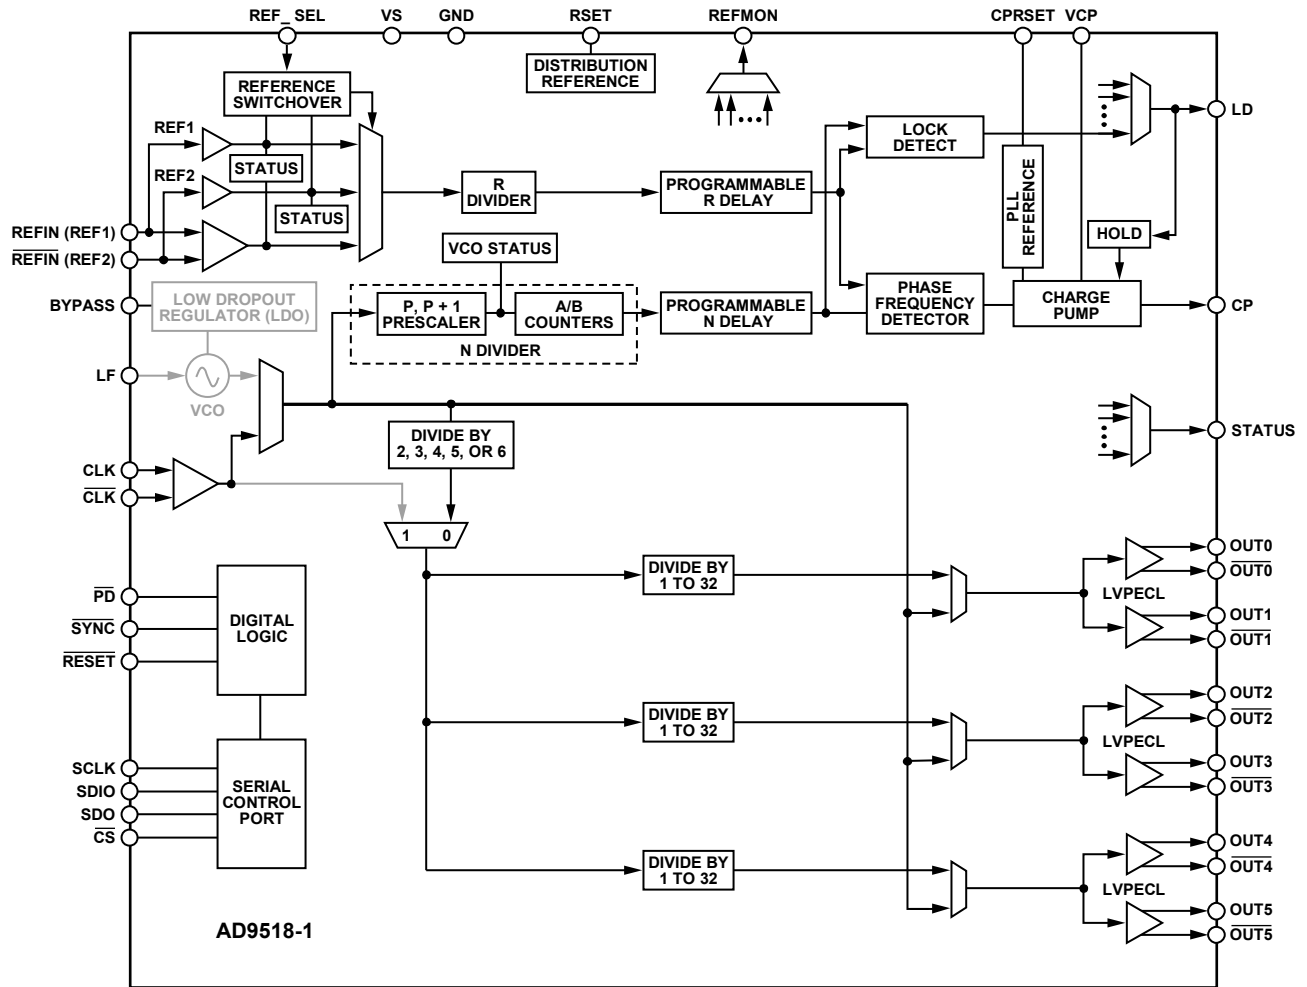 REF_ SEL
VS
GND
RSET
REFMON
CPRSET
VCP
DISTRIBUTION
REFERENCE
REFERENCE
SWITCHOVER
REF1
STATUS
REF2
STATUS
REFIN (REF1)
REFIN (REF2)
BYPASS
LF
R
DIVIDER
PROGRAMMABLE
R DELAY
LOCK
DETECT
LD
PLL
REFERENCE
HOLD
VCO STATUS
LOW DROPOUT
REGULATOR (LDO)
VCO
P, P + 1
PRESCALER
A/B
COUNTERS
N DIVIDER
PROGRAMMABLE
N DELAY
PHASE
FREQUENCY
DETECTOR
CHARGE
PUMP
CP
STATUS
DIVIDE BY
2, 3, 4, 5, OR 6
CLK
CLK
1 0
PD
SYNC
RESET
DIGITAL
LOGIC
SCLK
SDIO
SDO
CS
SERIAL
CONTROL
PORT
DIVIDE BY
1 TO 32
LVPECL
OUT0
OUT0
OUT1
OUT1
DIVIDE BY
1 TO 32
LVPECL
OUT2
OUT2
OUT3
OUT3
DIVIDE BY
1 TO 32
LVPECL
OUT4
OUT4
OUT5
OUT5
AD9518-1